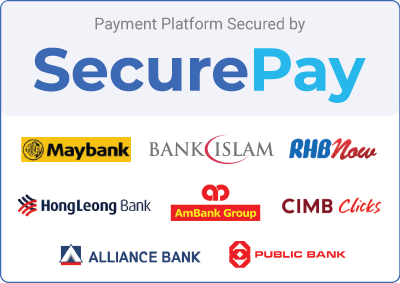 Payment Platform Secured by
SecurePay
Maybank
BANK ISLAM
RHB Now
HongLeong Bank
AmBank Group
CIMB Clicks
ALLIANCE BANK
PUBLIC BANK